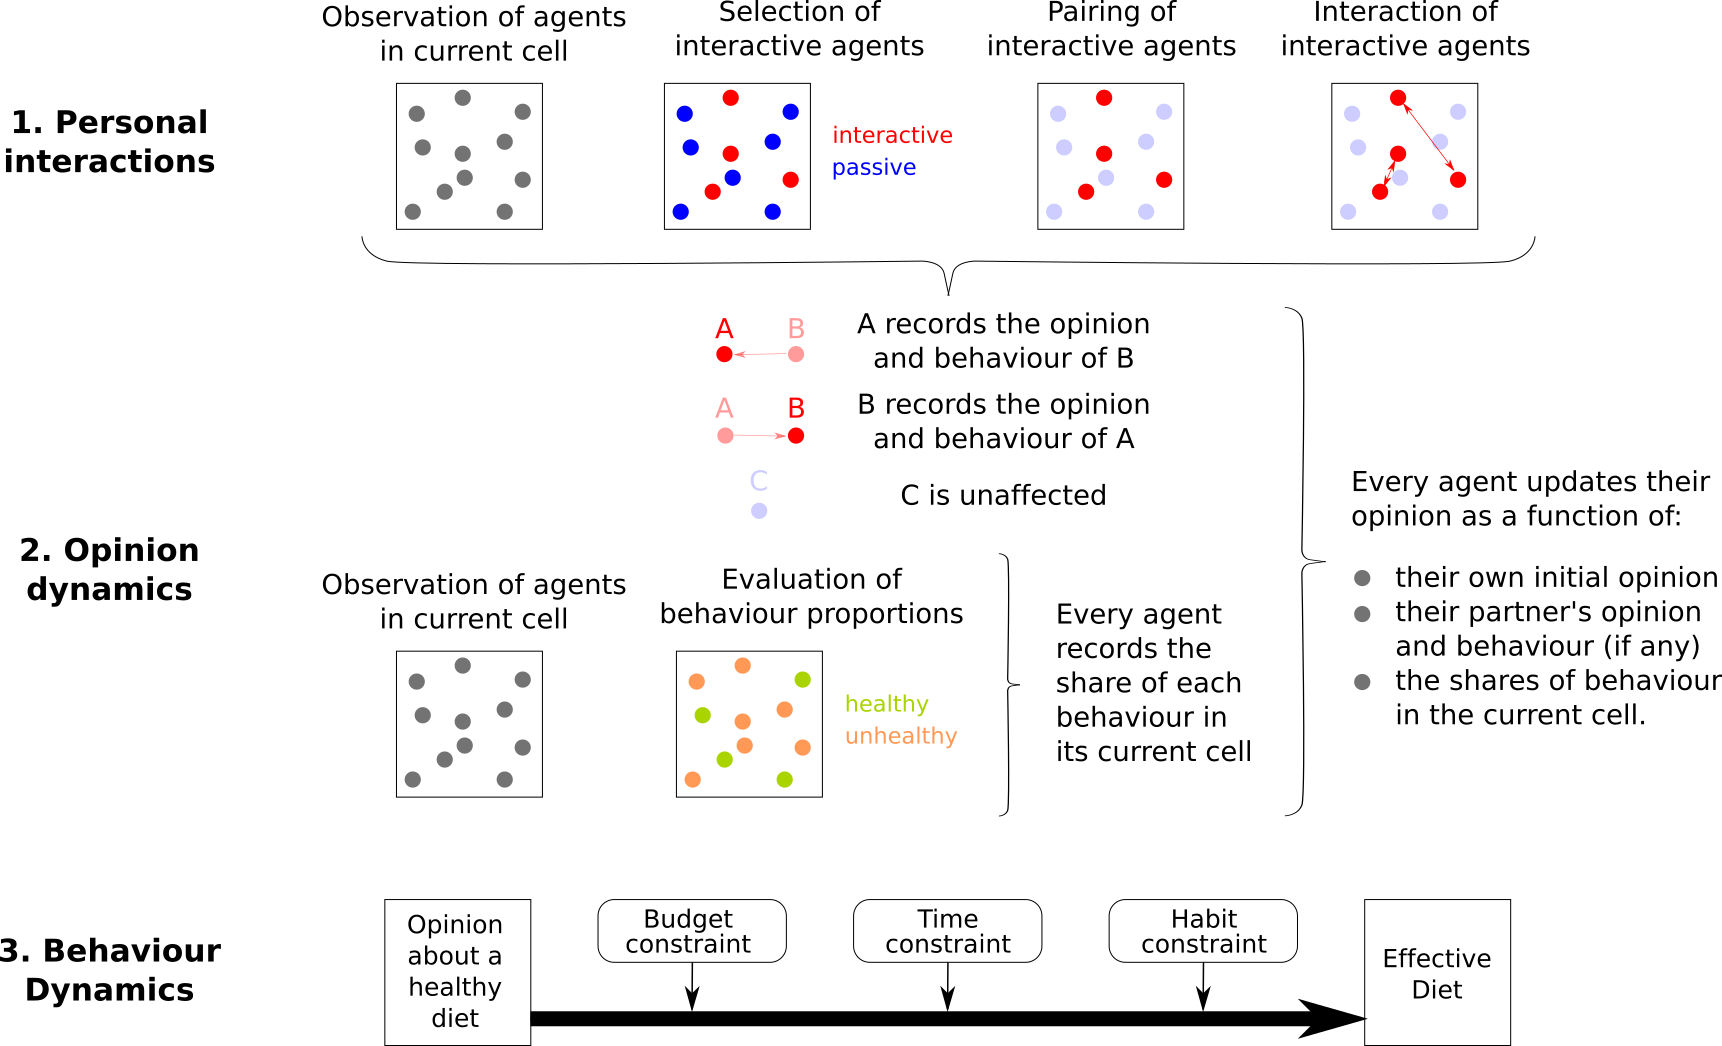 Observation of agents
in current cell
Selection of
interactive agents
Pairing of
interactive agents
Interaction of
interactive agents
1. Personal
interactions
interactive
passive
A B
A records the opinion
and behaviour of B
A B
B records the opinion
and behaviour of A
C
C is unaffected
2. Opinion
dynamics
Observation of agents
in current cell
Evaluation of
behaviour proportions
healthy
unhealthy
Every agent
records the
share of each
behaviour in
its current cell
Every agent updates their
opinion as a function of:
their own initial opinion
their partner's opinion
and behaviour (if any)
the shares of behaviour
in the current cell.
3. Behaviour
Dynamics
Opinion
about a
healthy
diet
Budget
constraint
Time
constraint
Habit
constraint
Effective
Diet